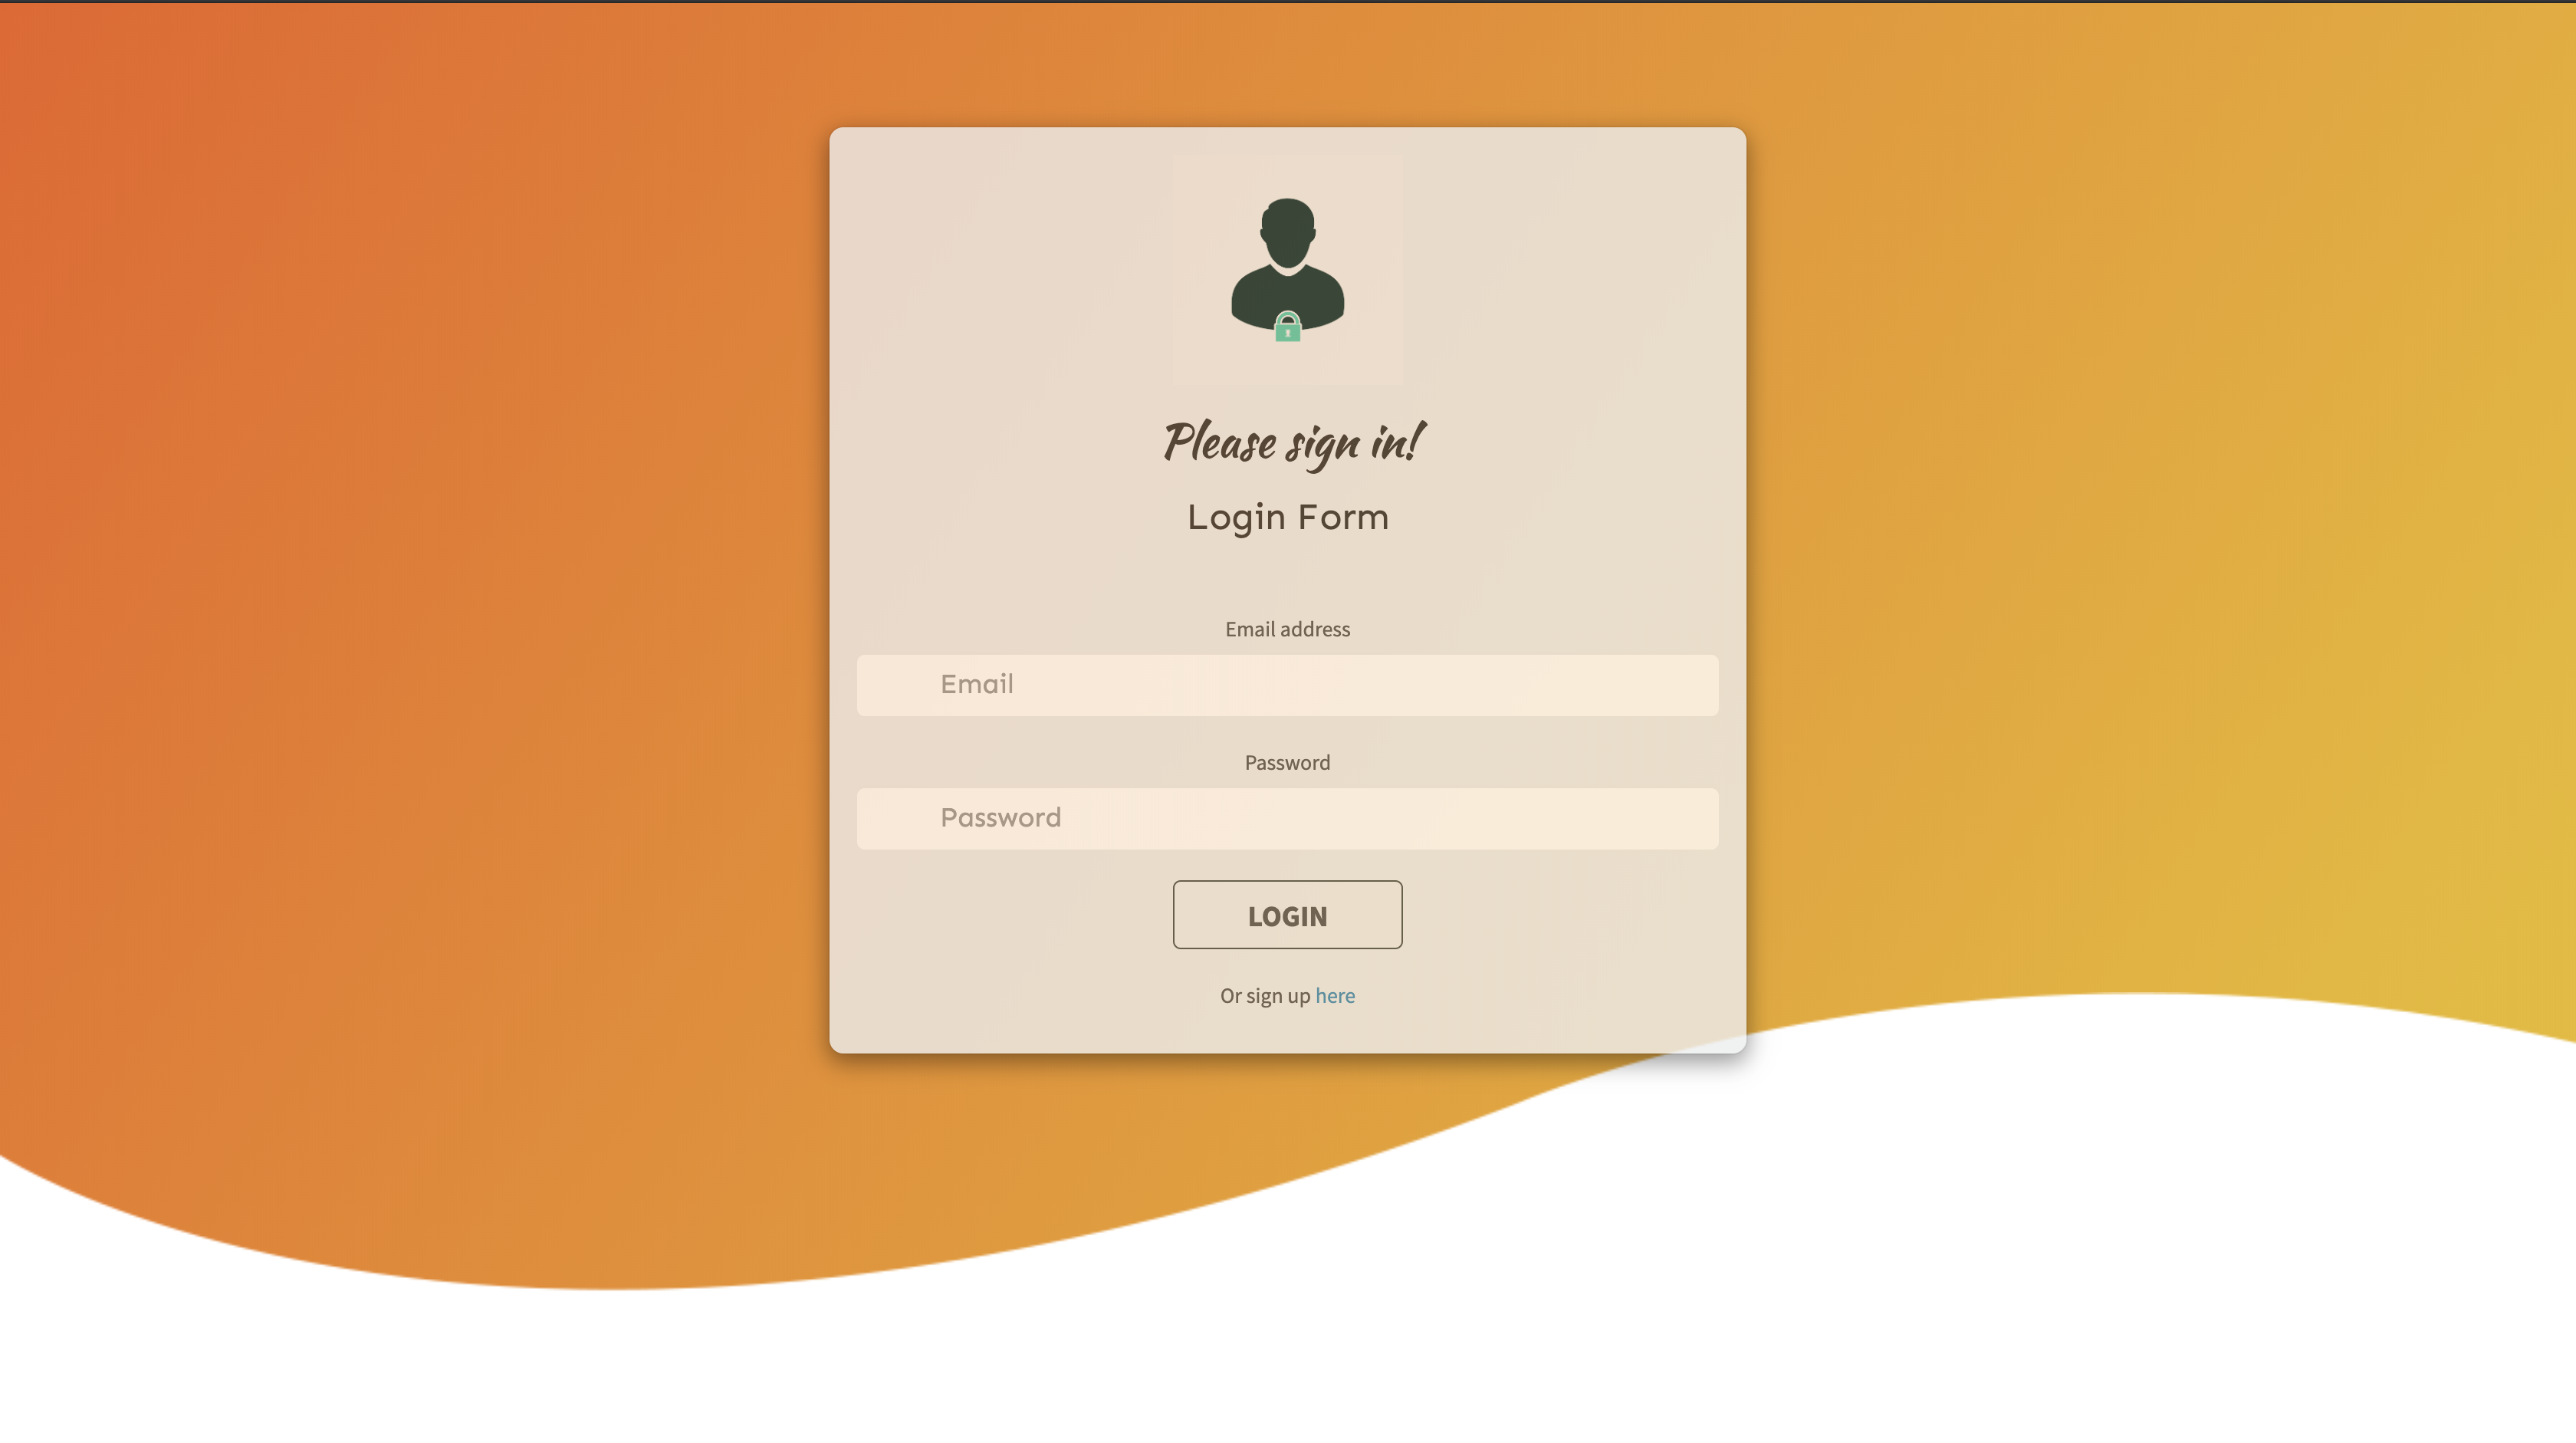 Please sign in!
Login Form
Email address
Email
Password
Password
LOGIN
Or sign up here